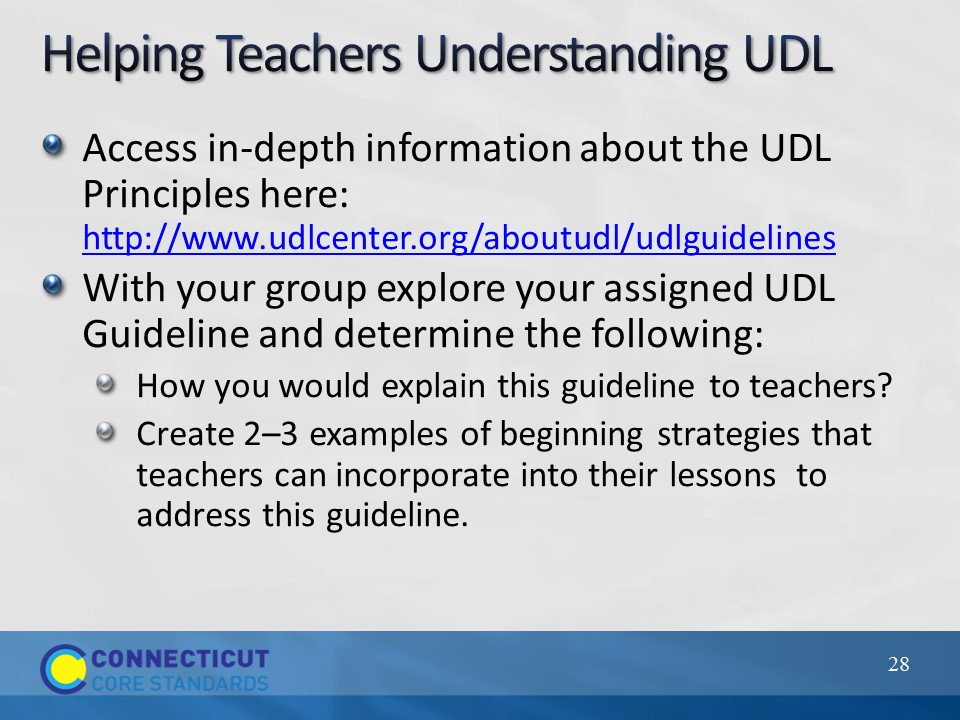 Helping Teachers Understanding UDL
Access in-depth information about the UDL
Principles here:
http://www.udlcenter.org/aboutudl/udlguidelines
With your group explore your assigned UDL
Guideline and determine the following:
How you would explain this guideline to teachers?
Create 2–3 examples of beginning strategies that
teachers can incorporate into their lessons to
address this guideline.
CONNECTICUT
CORE STANDARDS
28